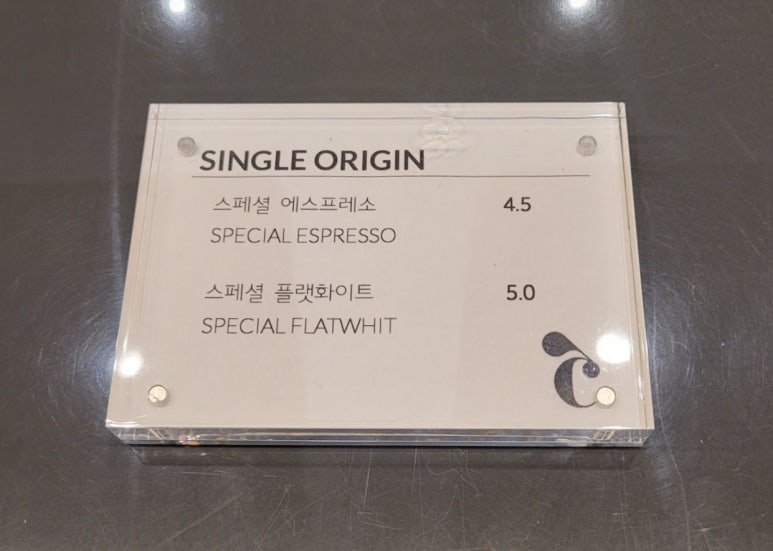 SINGLE ORIGIN
스페셜 에스프레소 4.5
SPECIAL ESPRESSO
스페셜 플랫화이트 5.0
SPECIAL FLATWHIT